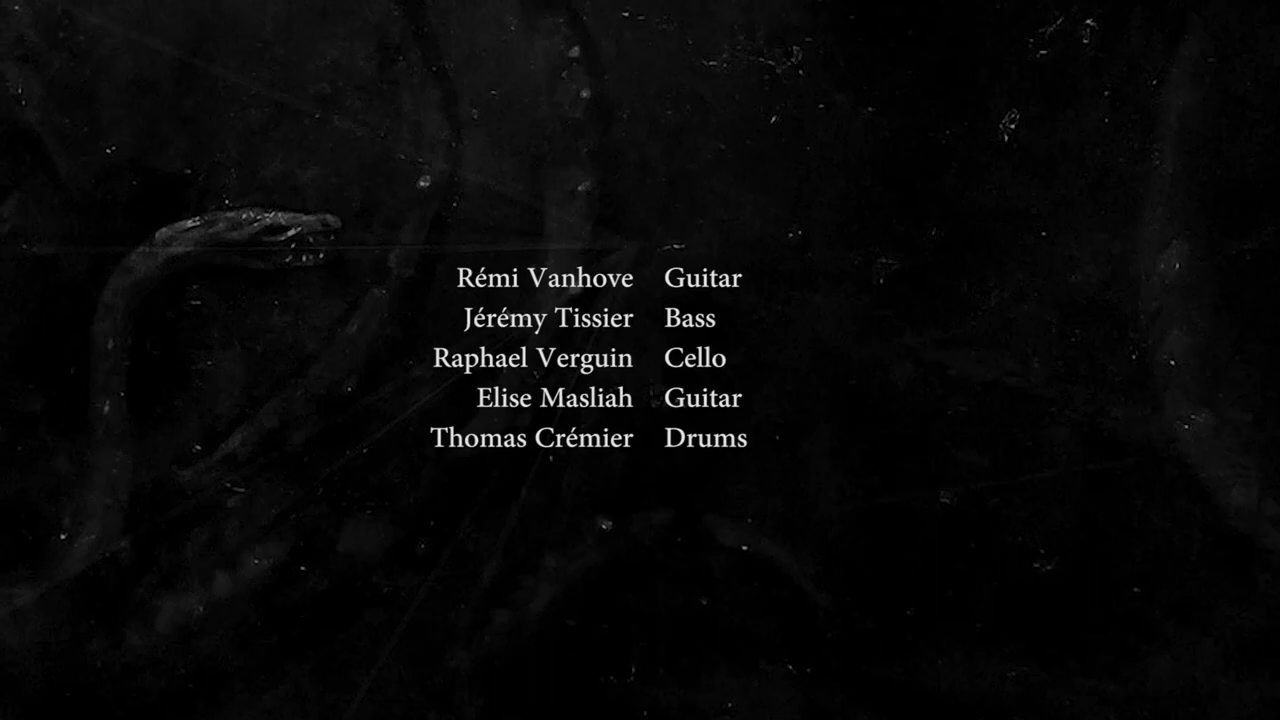 Rémi Vanhove Guitar
Jérémy Tissier Bass
Raphael Verguin Cello
Elise Masliah Guitar
Thomas Crémier Drums